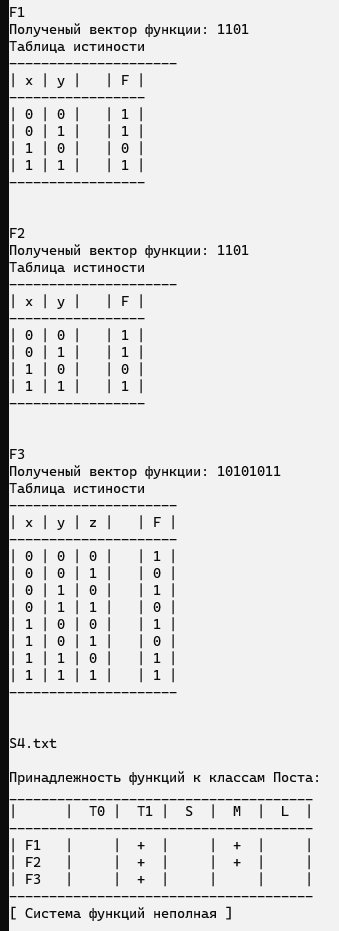 F1
Полученый вектор функции: 1101
Таблица истиности
---------------------
| x | y |   | F |
-----------------
| 0 | 0 |   | 1 |
| 0 | 1 |   | 1 |
| 1 | 0 |   | 0 |
| 1 | 1 |   | 1 |
-----------------
F2
Полученый вектор функции: 1101
Таблица истиности
---------------------
| x | y |   | F |
-----------------
| 0 | 0 |   | 1 |
| 0 | 1 |   | 1 |
| 1 | 0 |   | 0 |
| 1 | 1 |   | 1 |
-----------------
F3
Полученый вектор функции: 10101011
Таблица истиности
---------------------
| x | y | z |   | F |
---------------------
| 0 | 0 | 0 |   | 1 |
| 0 | 0 | 1 |   | 0 |
| 0 | 1 | 0 |   | 1 |
| 0 | 1 | 1 |   | 0 |
| 1 | 0 | 0 |   | 1 |
| 1 | 0 | 1 |   | 0 |
| 1 | 1 | 0 |   | 1 |
| 1 | 1 | 1 |   | 1 |
---------------------
S4.txt
Принадлежность функций к классам Поста:
______________________________________
|      |  T0 |  T1 |  S  |  M  |  L  |
--------------------------------------
| F1   |     |  +  |     |  +  |     |
| F2   |     |  +  |     |  +  |     |
| F3   |     |  +  |     |     |     |
--------------------------------------
[ Система функций неполная ]